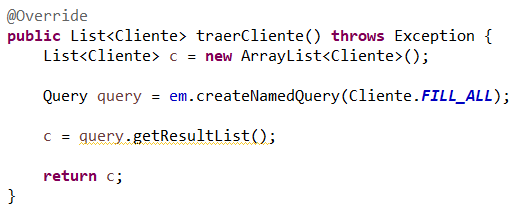 @Override
public List<Cliente> traerCliente() throws Exception {
List<Cliente> c = new ArrayList<Cliente>();
Query query = em.createNamedQuery(Cliente.FILL_ALL);
c = query.getResultList();
return c;
}